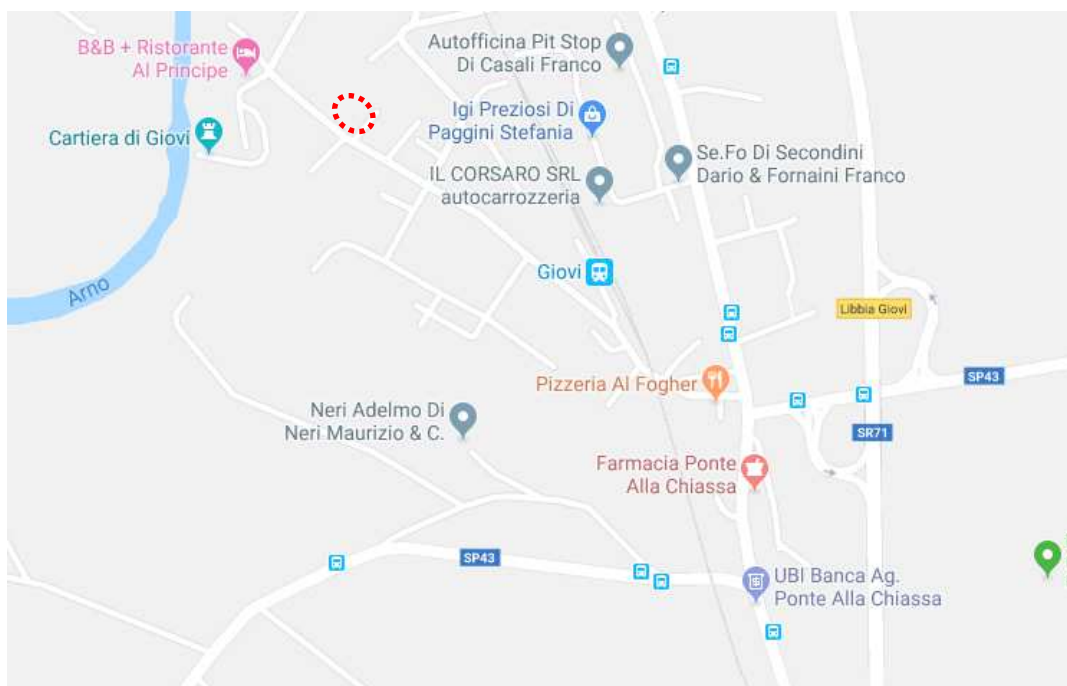 B&B + Ristorante
Al Principe
Autofficina Pit Stop
Di Casali Franco
Cartiera di Giovi
Igi Preziosi Di
Paggini Stefania
IL CORSARO SRL
autocarrozzeria
Se.Fo Di Secondini
Dario & Fornaini Franco
Giovi
Arno
Libbia Giovi
SP43
Pizzeria Al Fogher
Neri Adelmo Di
Neri Maurizio & C.
SR71
Farmacia Ponte
Alla Chiassa
SP43
UBI Banca Ag.
Ponte Alla Chiassa